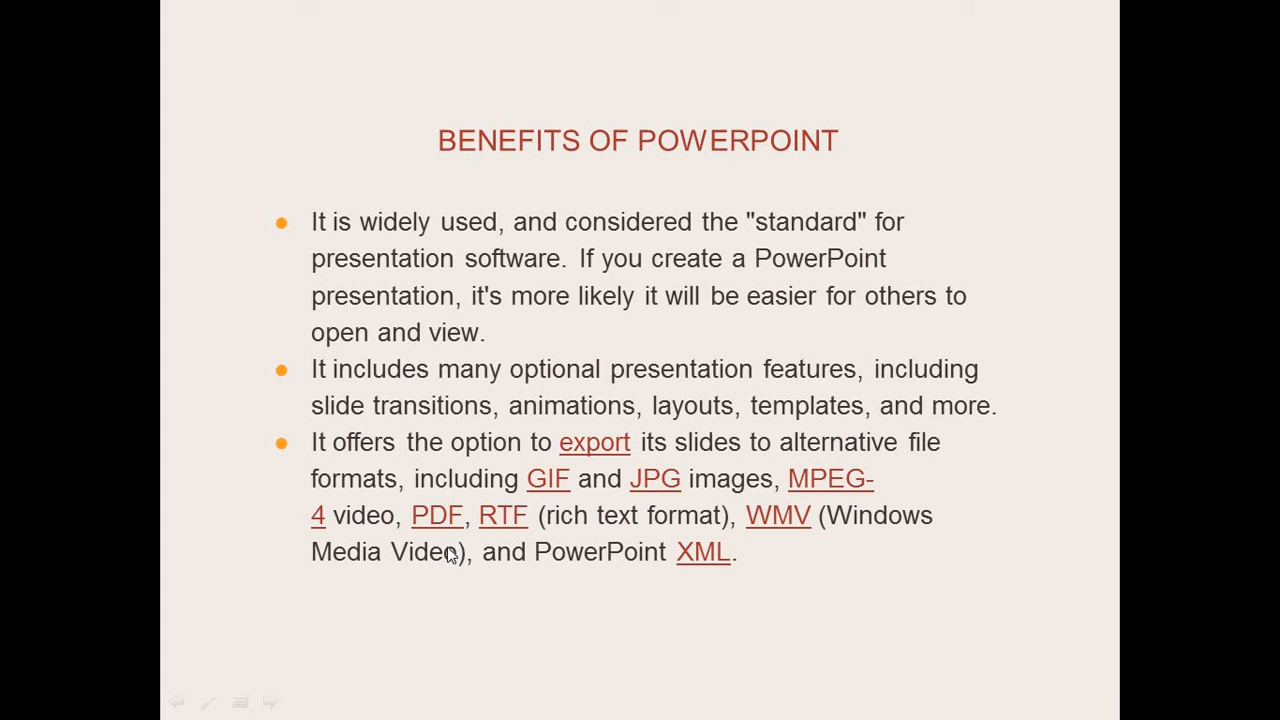 BENEFITS OF POWERPOINT
It is widely used, and considered the "standard" for
presentation software. If you create a PowerPoint
presentation, it's more likely it will be easier for others to
open and view.
It includes many optional presentation features, including
slide transitions, animations, layouts, templates, and more.
It offers the option to export its slides to alternative file
formats, including GIF and JPG images, MPEG-
4 video, PDF, RTF (rich text format), WMV (Windows
Media Video), and PowerPoint XML.